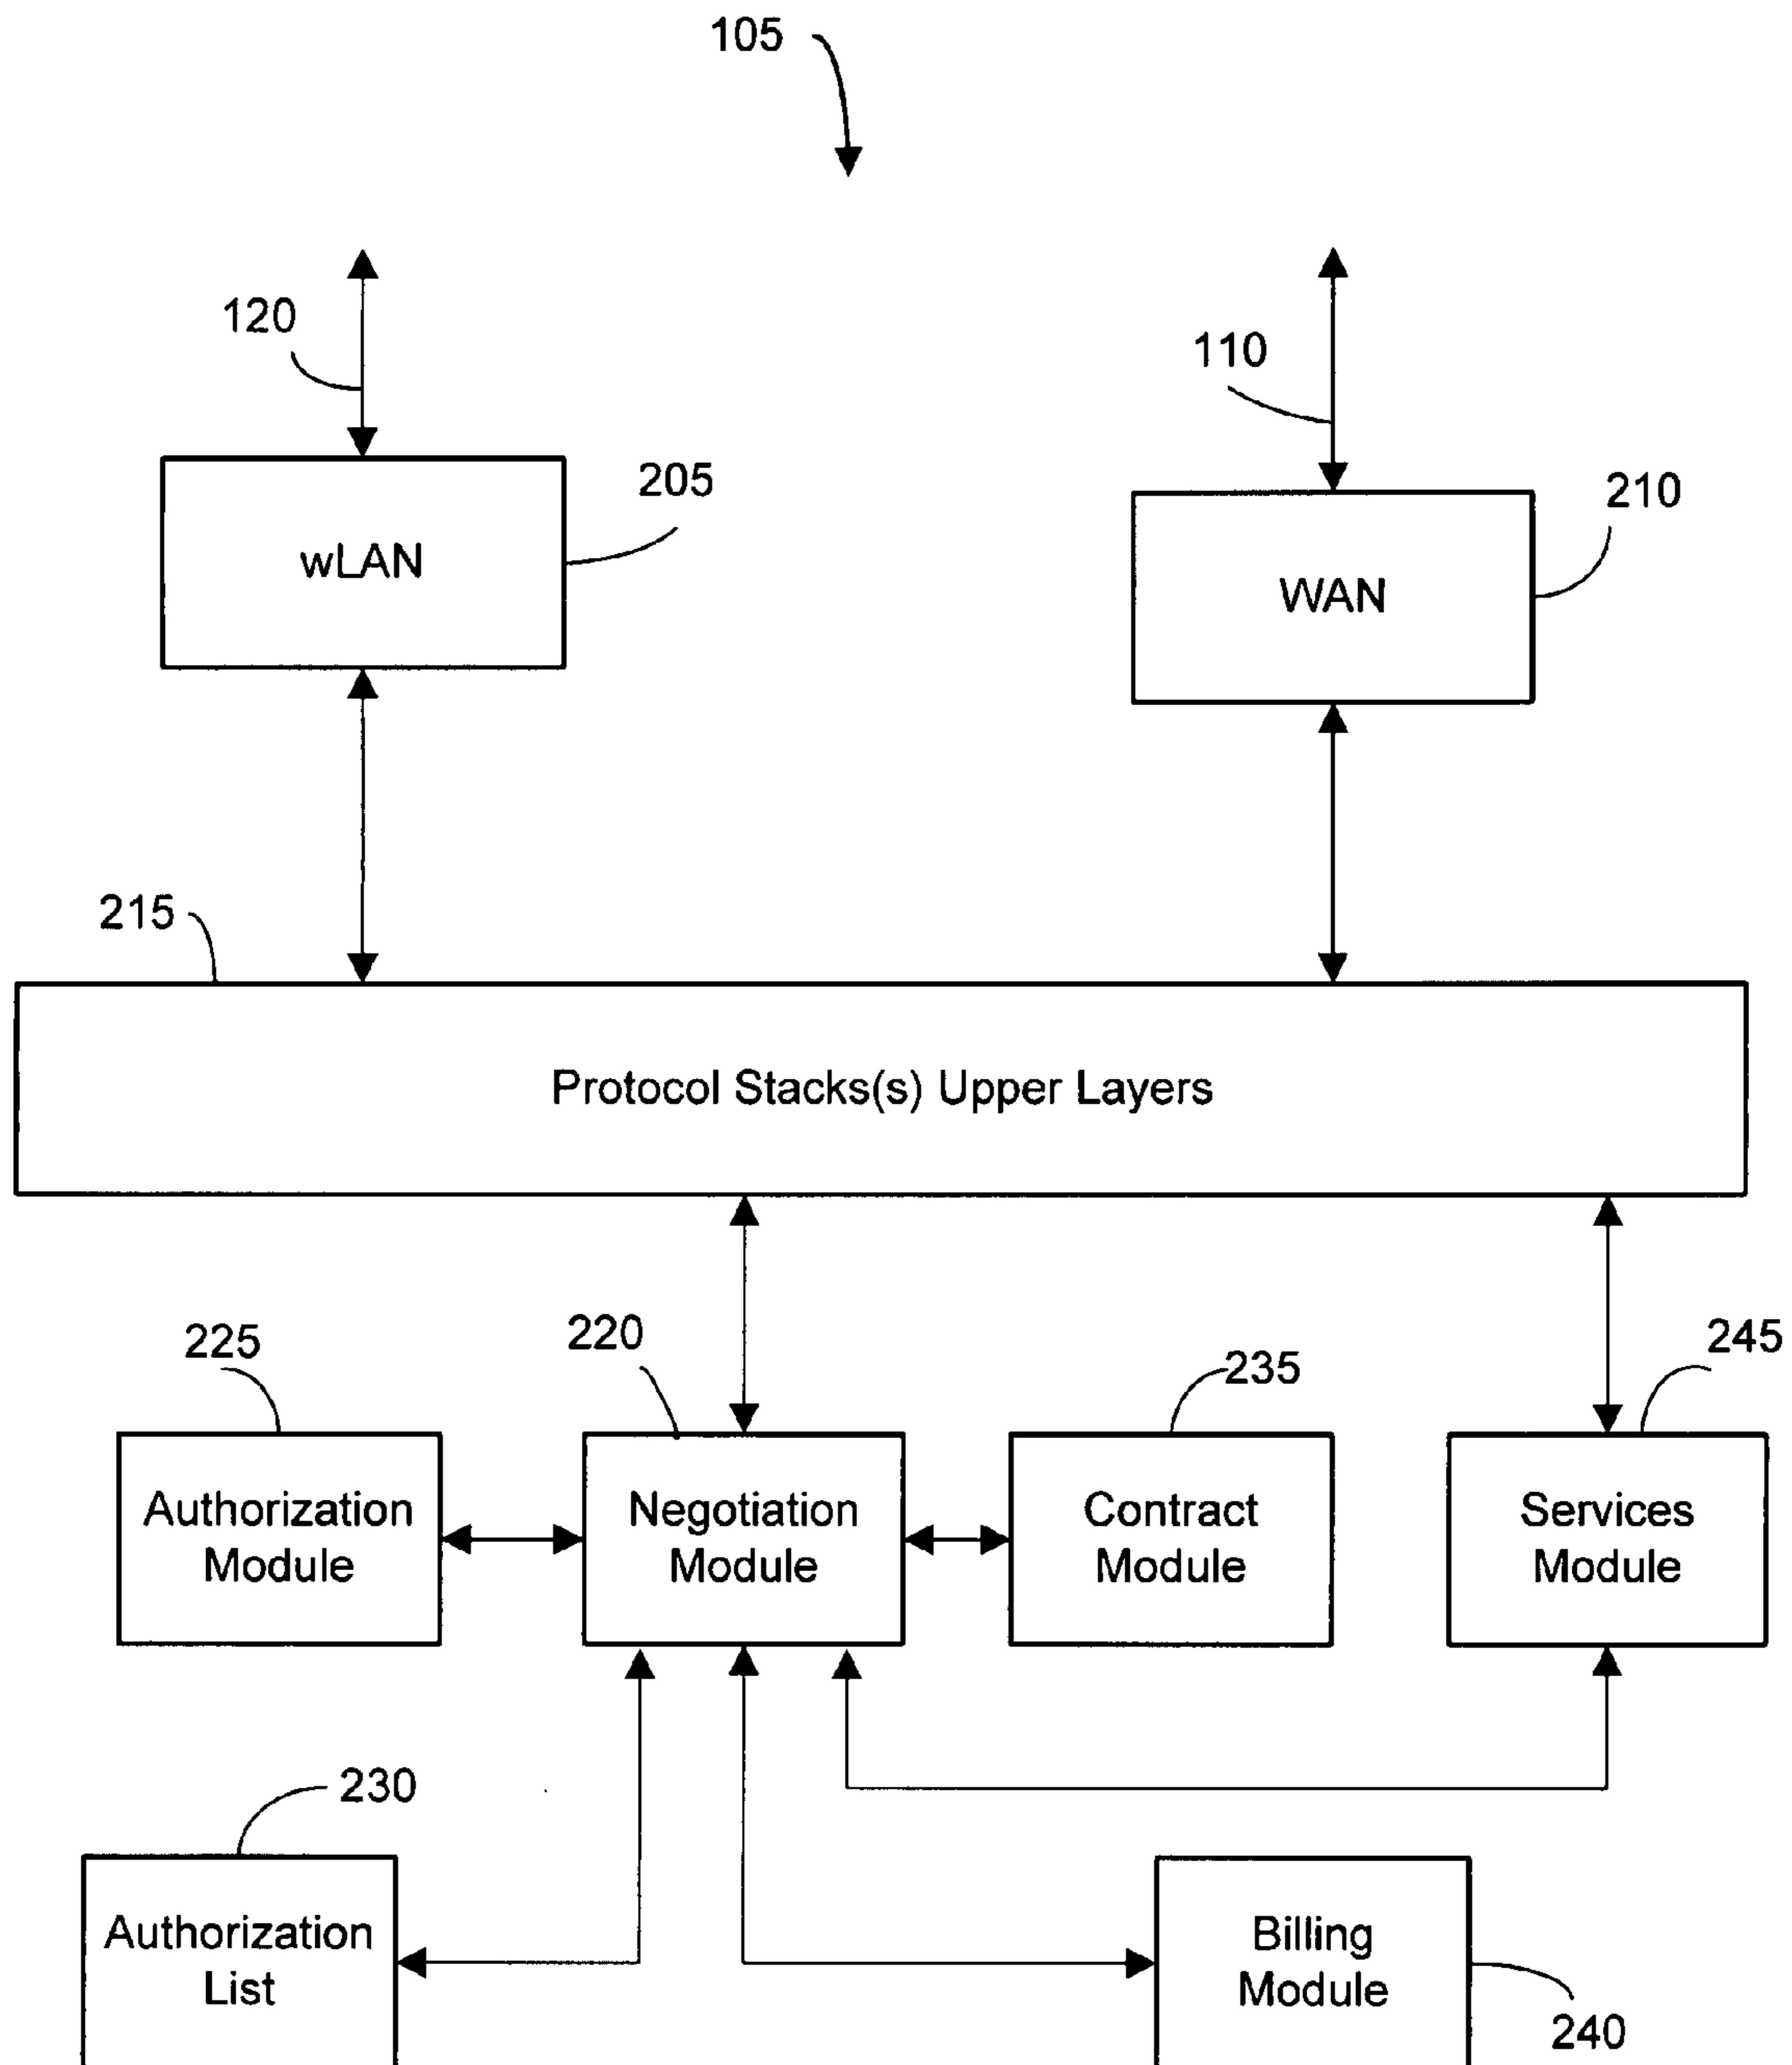 105
120
110
205
210
wLAN
WAN
215
Protocol Stacks(s) Upper Layers
225
220
235
245
Authorization
Module
Negotiation
Module
Contract
Module
Services
Module
230
Authorization
List
Billing
Module
240